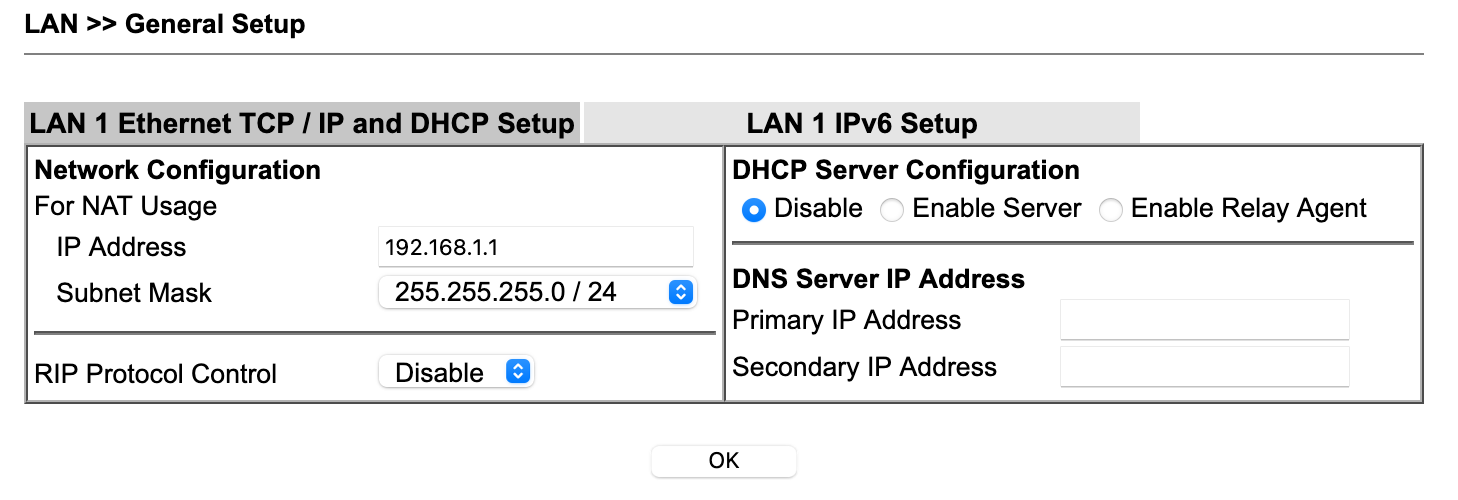 LAN >> General Setup
LAN 1 Ethernet TCP / IP and DHCP Setup
LAN 1 IPv6 Setup
Network Configuration
For NAT Usage
IP Address
192.168.1.1
Subnet Mask
255.255.255.0 / 24
RIP Protocol Control
Disable
DHCP Server Configuration
Disable Enable Server Enable Relay Agent
DNS Server IP Address
Primary IP Address
Secondary IP Address
OK